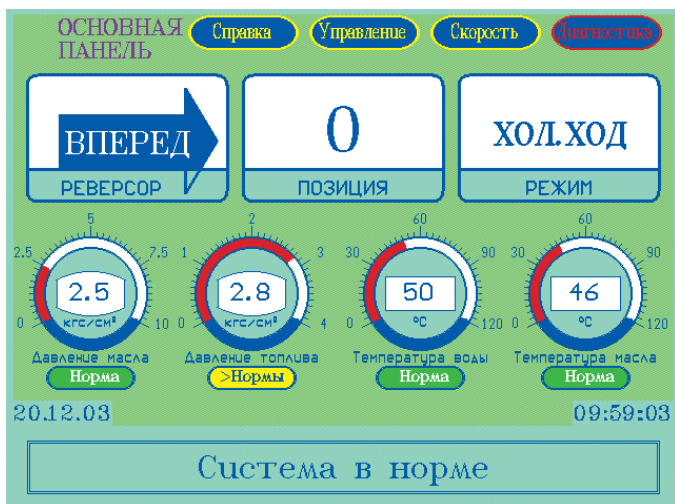 ОСНОВНАЯ ПАНЕЛЬ
Справка
Управление
Скорость
Диагностика
ВПЕРЕД
0
ХОЛ.ХОД
РЕВЕРСОР
ПОЗИЦИЯ
РЕЖИМ
0
2.5
5
7.5
10
2.5
кгс/см²
Давление масла
Норма
0
1
2
3
4
2.8
кгс/см²
Давление топлива
>Нормы
0
30
60
90
120
50
°C
Температура воды
Норма
0
30
60
90
120
46
°C
Температура масла
Норма
20.12.03
09:59:03
Система в норме